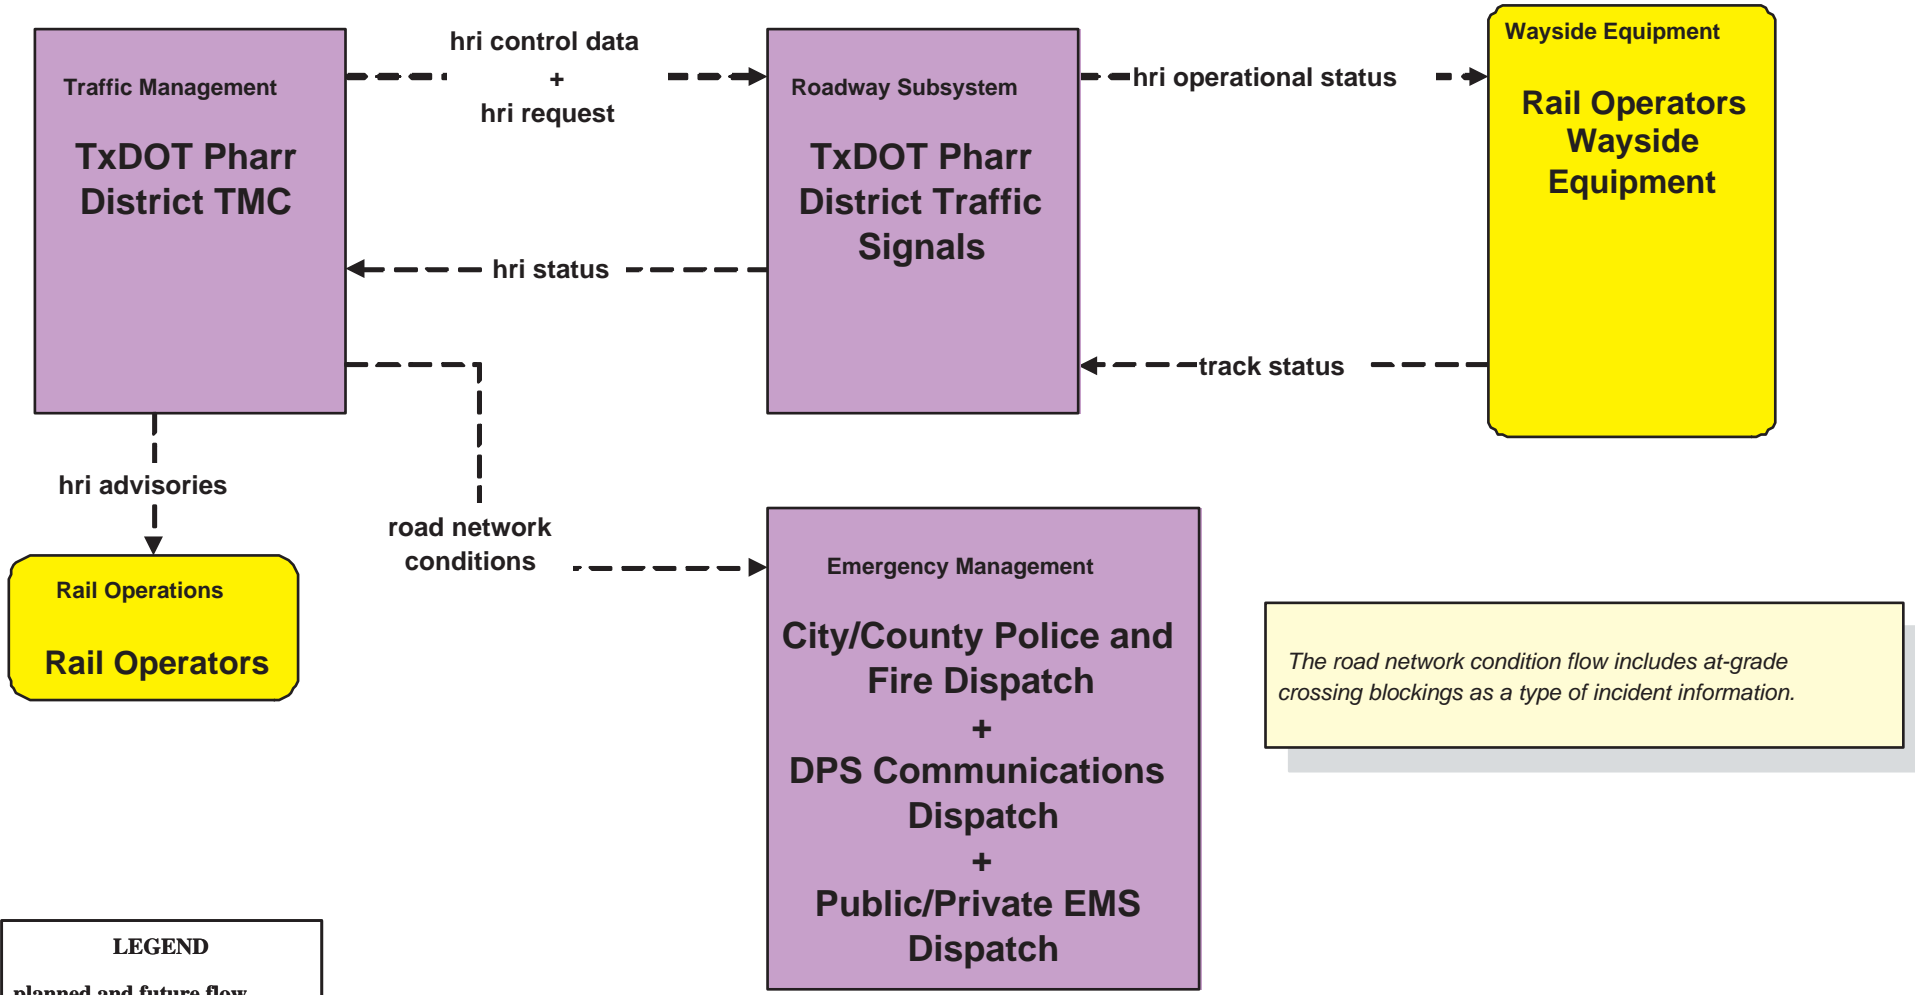 Traffic Management
TxDOT Pharr
District TMC
hri control data
+
hri request
Roadway Subsystem
TxDOT Pharr
District Traffic
Signals
hri operational status
Wayside Equipment
Rail Operators
Wayside
Equipment
hri status
track status
hri advisories
road network
conditions
Rail Operations
Rail Operators
Emergency Management
City/County Police and
Fire Dispatch
+
DPS Communications
Dispatch
+
Public/Private EMS
Dispatch
The road network condition flow includes at-grade
crossing blockings as a type of incident information.
LEGEND
planned and future flow